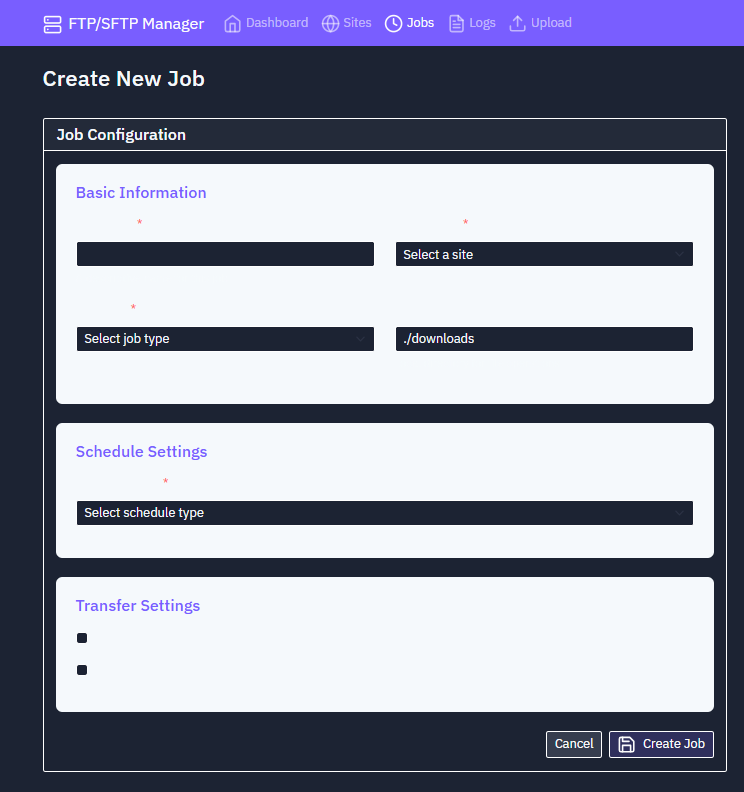 FTP/SFTP Manager Dashboard Sites Jobs Logs Upload
Create New Job
Job Configuration
Basic Information
* *
Select a site
*
Select job type ./downloads
Schedule Settings
*
Select schedule type
Transfer Settings
Cancel Create Job